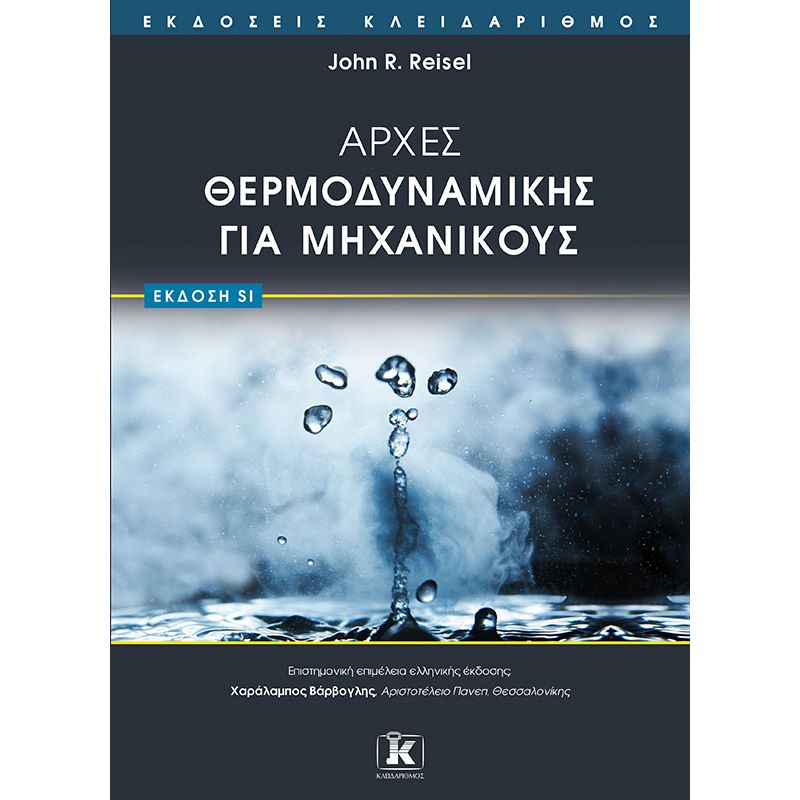 ΕΚΔΟΣΕΙΣ ΚΛΕΙΔΑΡΙΘΜΟΣ
John R. Reisel
ΑΡΧΕΣ
ΘΕΡΜΟΔΥΝΑΜΙΚΗΣ
ΓΙΑ ΜΗΧΑΝΙΚΟΥΣ
ΕΚΔΟΣΗ SI
Επιστημονική επιμέλεια ελληνικής έκδοσης:
Χαράλαμπος Βάρβογλης, Αριστοτέλειο Πανεπ. Θεσσαλονίκης
K
ΚΛΕΙΔΑΡΙΘΜΟΣ